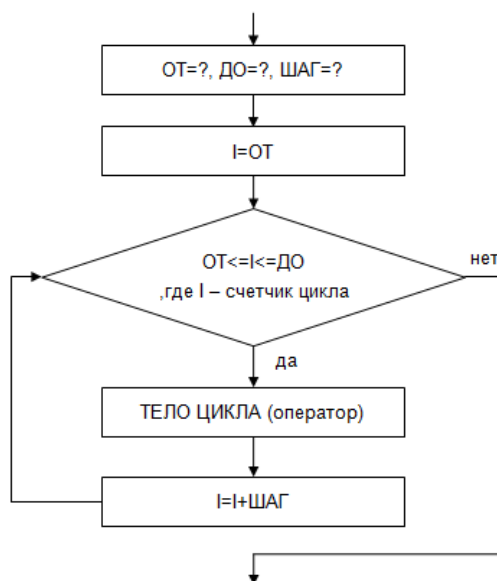 ОТ=?, ДО=?, ШАГ=?
I=ОТ
ОТ<=I<=ДО
,где I – счетчик цикла
нет
да
ТЕЛО ЦИКЛА (оператор)
I=I+ШАГ